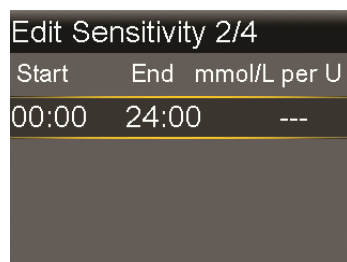 Edit Sensitivity 2/4
Start End mmol/L per U
00:00 24:00 ---